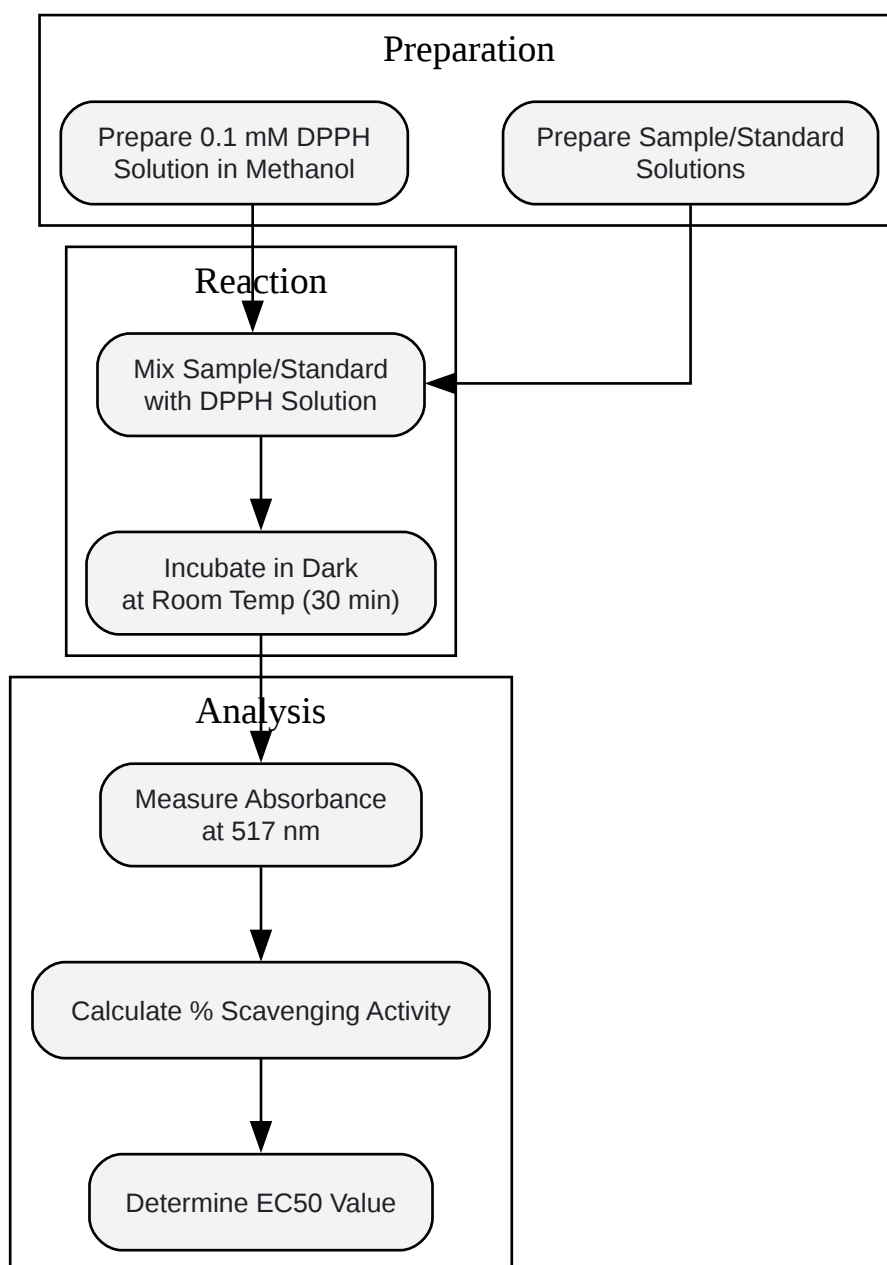 Preparation
Prepare 0.1 mM DPPH
Solution in Methanol
Prepare Sample/Standard
Solutions
Reaction
Mix Sample/Standard
with DPPH Solution
Incubate in Dark
at Room Temp (30 min)
Analysis
Measure Absorbance
at 517 nm
Calculate % Scavenging Activity
Determine EC50 Value